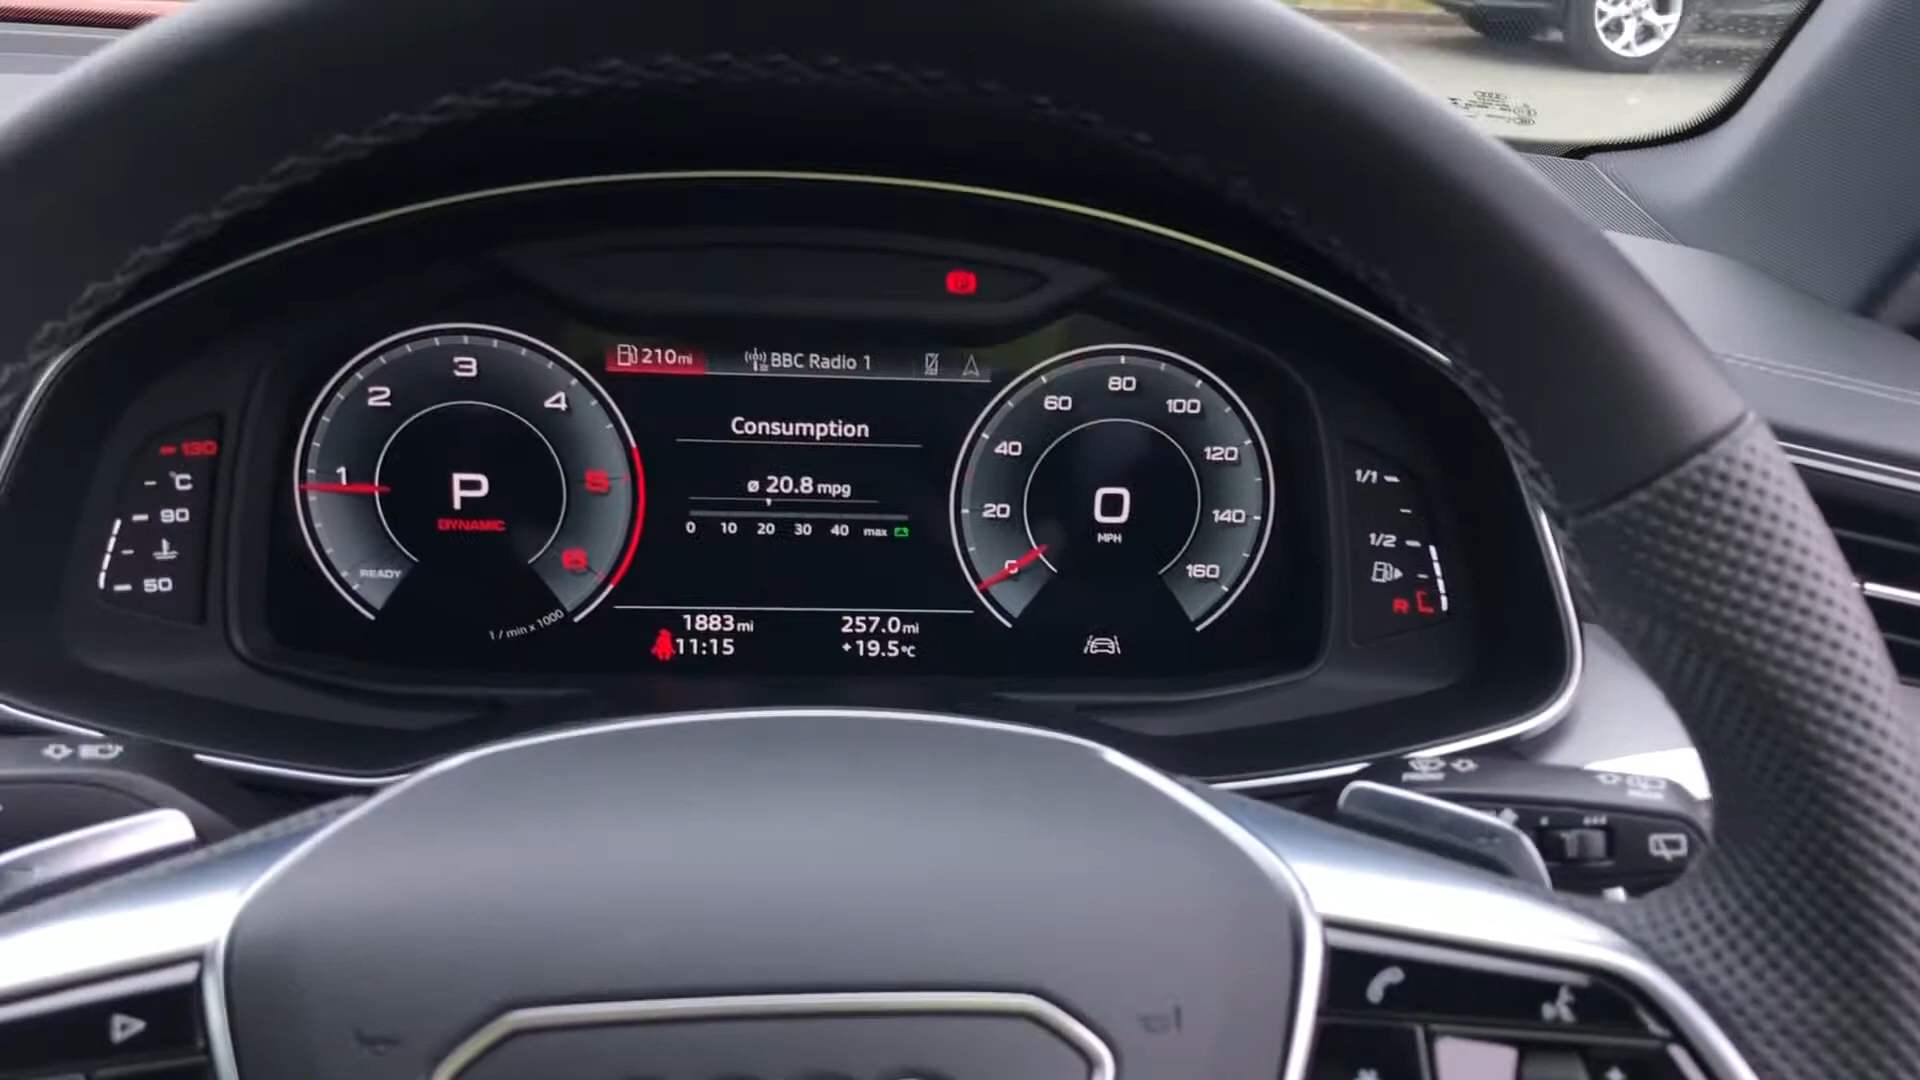 210mi
BBC Radio 1
Consumption
ø 20.8 mpg
0 10 20 30 40 max
1883mi
257.0mi
11:15
+19.5°C
1
2
3
4
5
6
P
DYNAMIC
READY
1 / min x 1000
0
20
40
60
80
100
120
140
160
0
MPH
130
°C
90
50
1/1
1/2
R